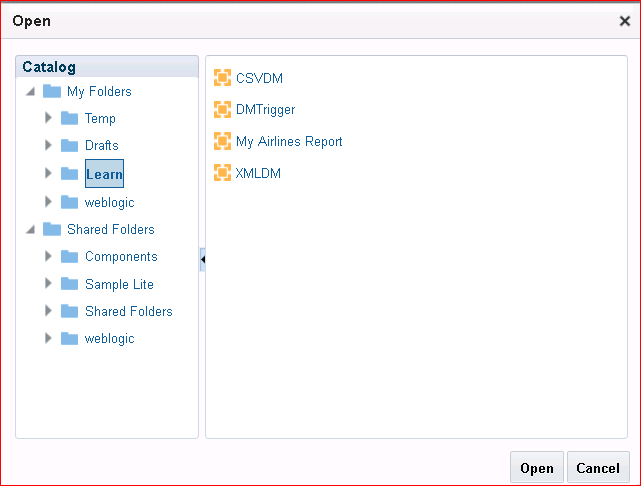 Open
Catalog
My Folders
Temp
Drafts
Learn
weblogic
Shared Folders
Components
Sample Lite
Shared Folders
weblogic
CSVDM
DMTrigger
My Airlines Report
XMLDM
Open
Cancel